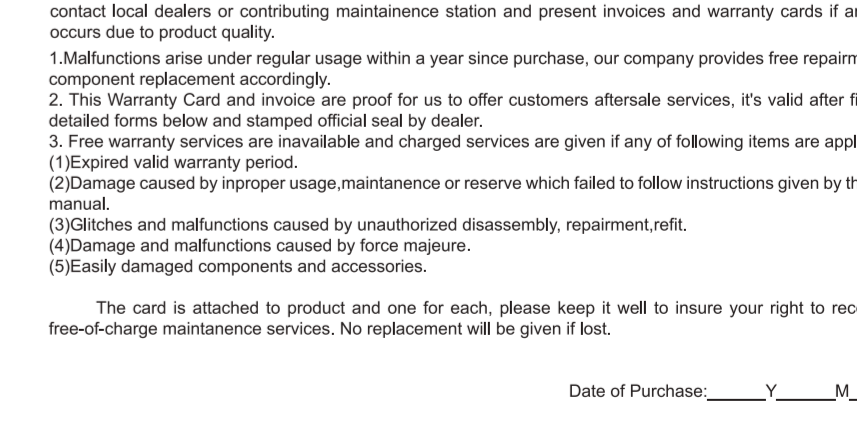 contact local dealers or contributing maintainence station and present invoices and warranty cards if
occurs due to product quality.
1.Malfunctions arise under regular usage within a year since purchase, our company provides free
component replacement accordingly.
2. This Warranty Card and invoice are proof for us to offer customers aftersale services, it's valid after
detailed forms below and stamped official seal by dealer.
3. Free warranty services are inavailable and charged services are given if any of following items are
(1)Expired valid warranty period.
(2)Damage caused by inproper usage,maintanence or reserve which failed to follow instructions given by
manual.
(3)Glitches and malfunctions caused by unauthorized disassembly, repairment,refit.
(4)Damage and malfunctions caused by force majeure.
(5)Easily damaged components and accessories.
The card is attached to product and one for each, please keep it well to insure your right to
free-of-charge maintanence services. No replacement will be given if lost.
Date of Purchase:______Y______M_